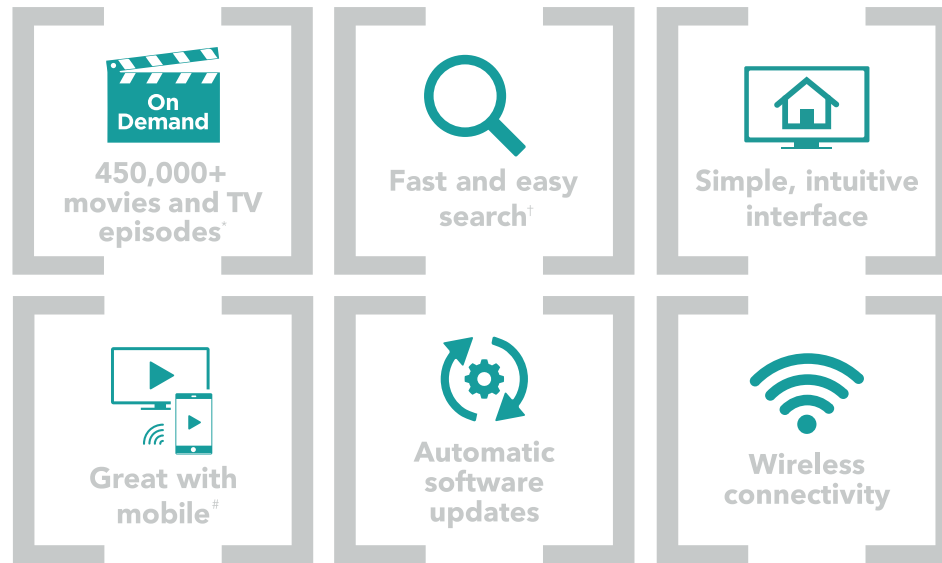 On
Demand
450,000+
movies and TV
episodes*
Fast and easy
search†
Simple, intuitive
interface
Great with
mobile#
Automatic
software
updates
Wireless
connectivity